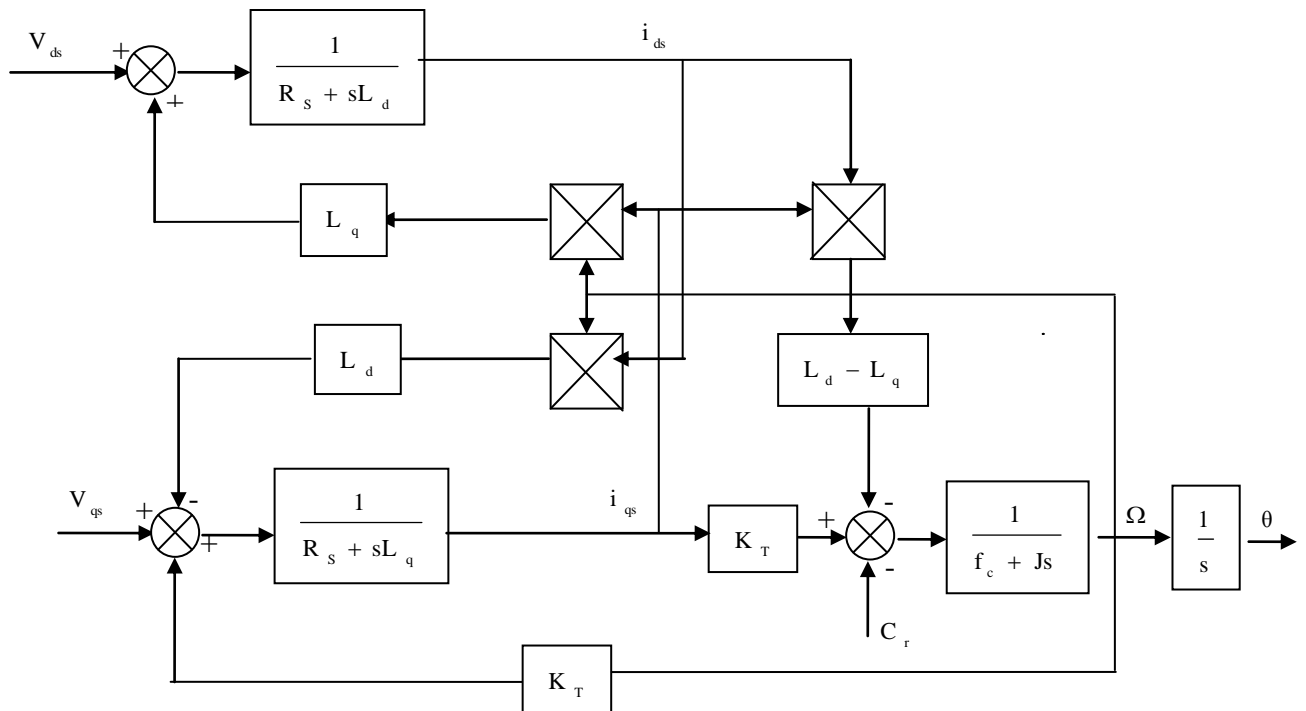 V ds
+
+
1
R S + sL d
i ds
L q
L d
L d − L q
V qs
+
-
+
1
R S + sL q
i qs
K T
+
-
-
C r
1
f c + Js
Ω
1
s
θ
K T